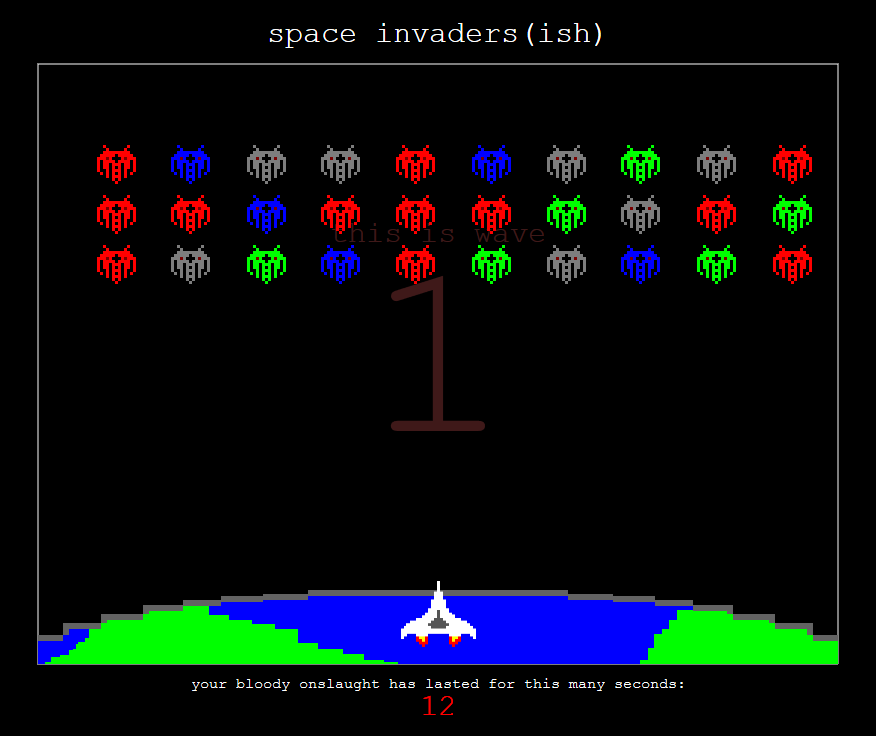 space invaders(ish)
this is wave
1
your bloody onslaught has lasted for this many seconds:
12